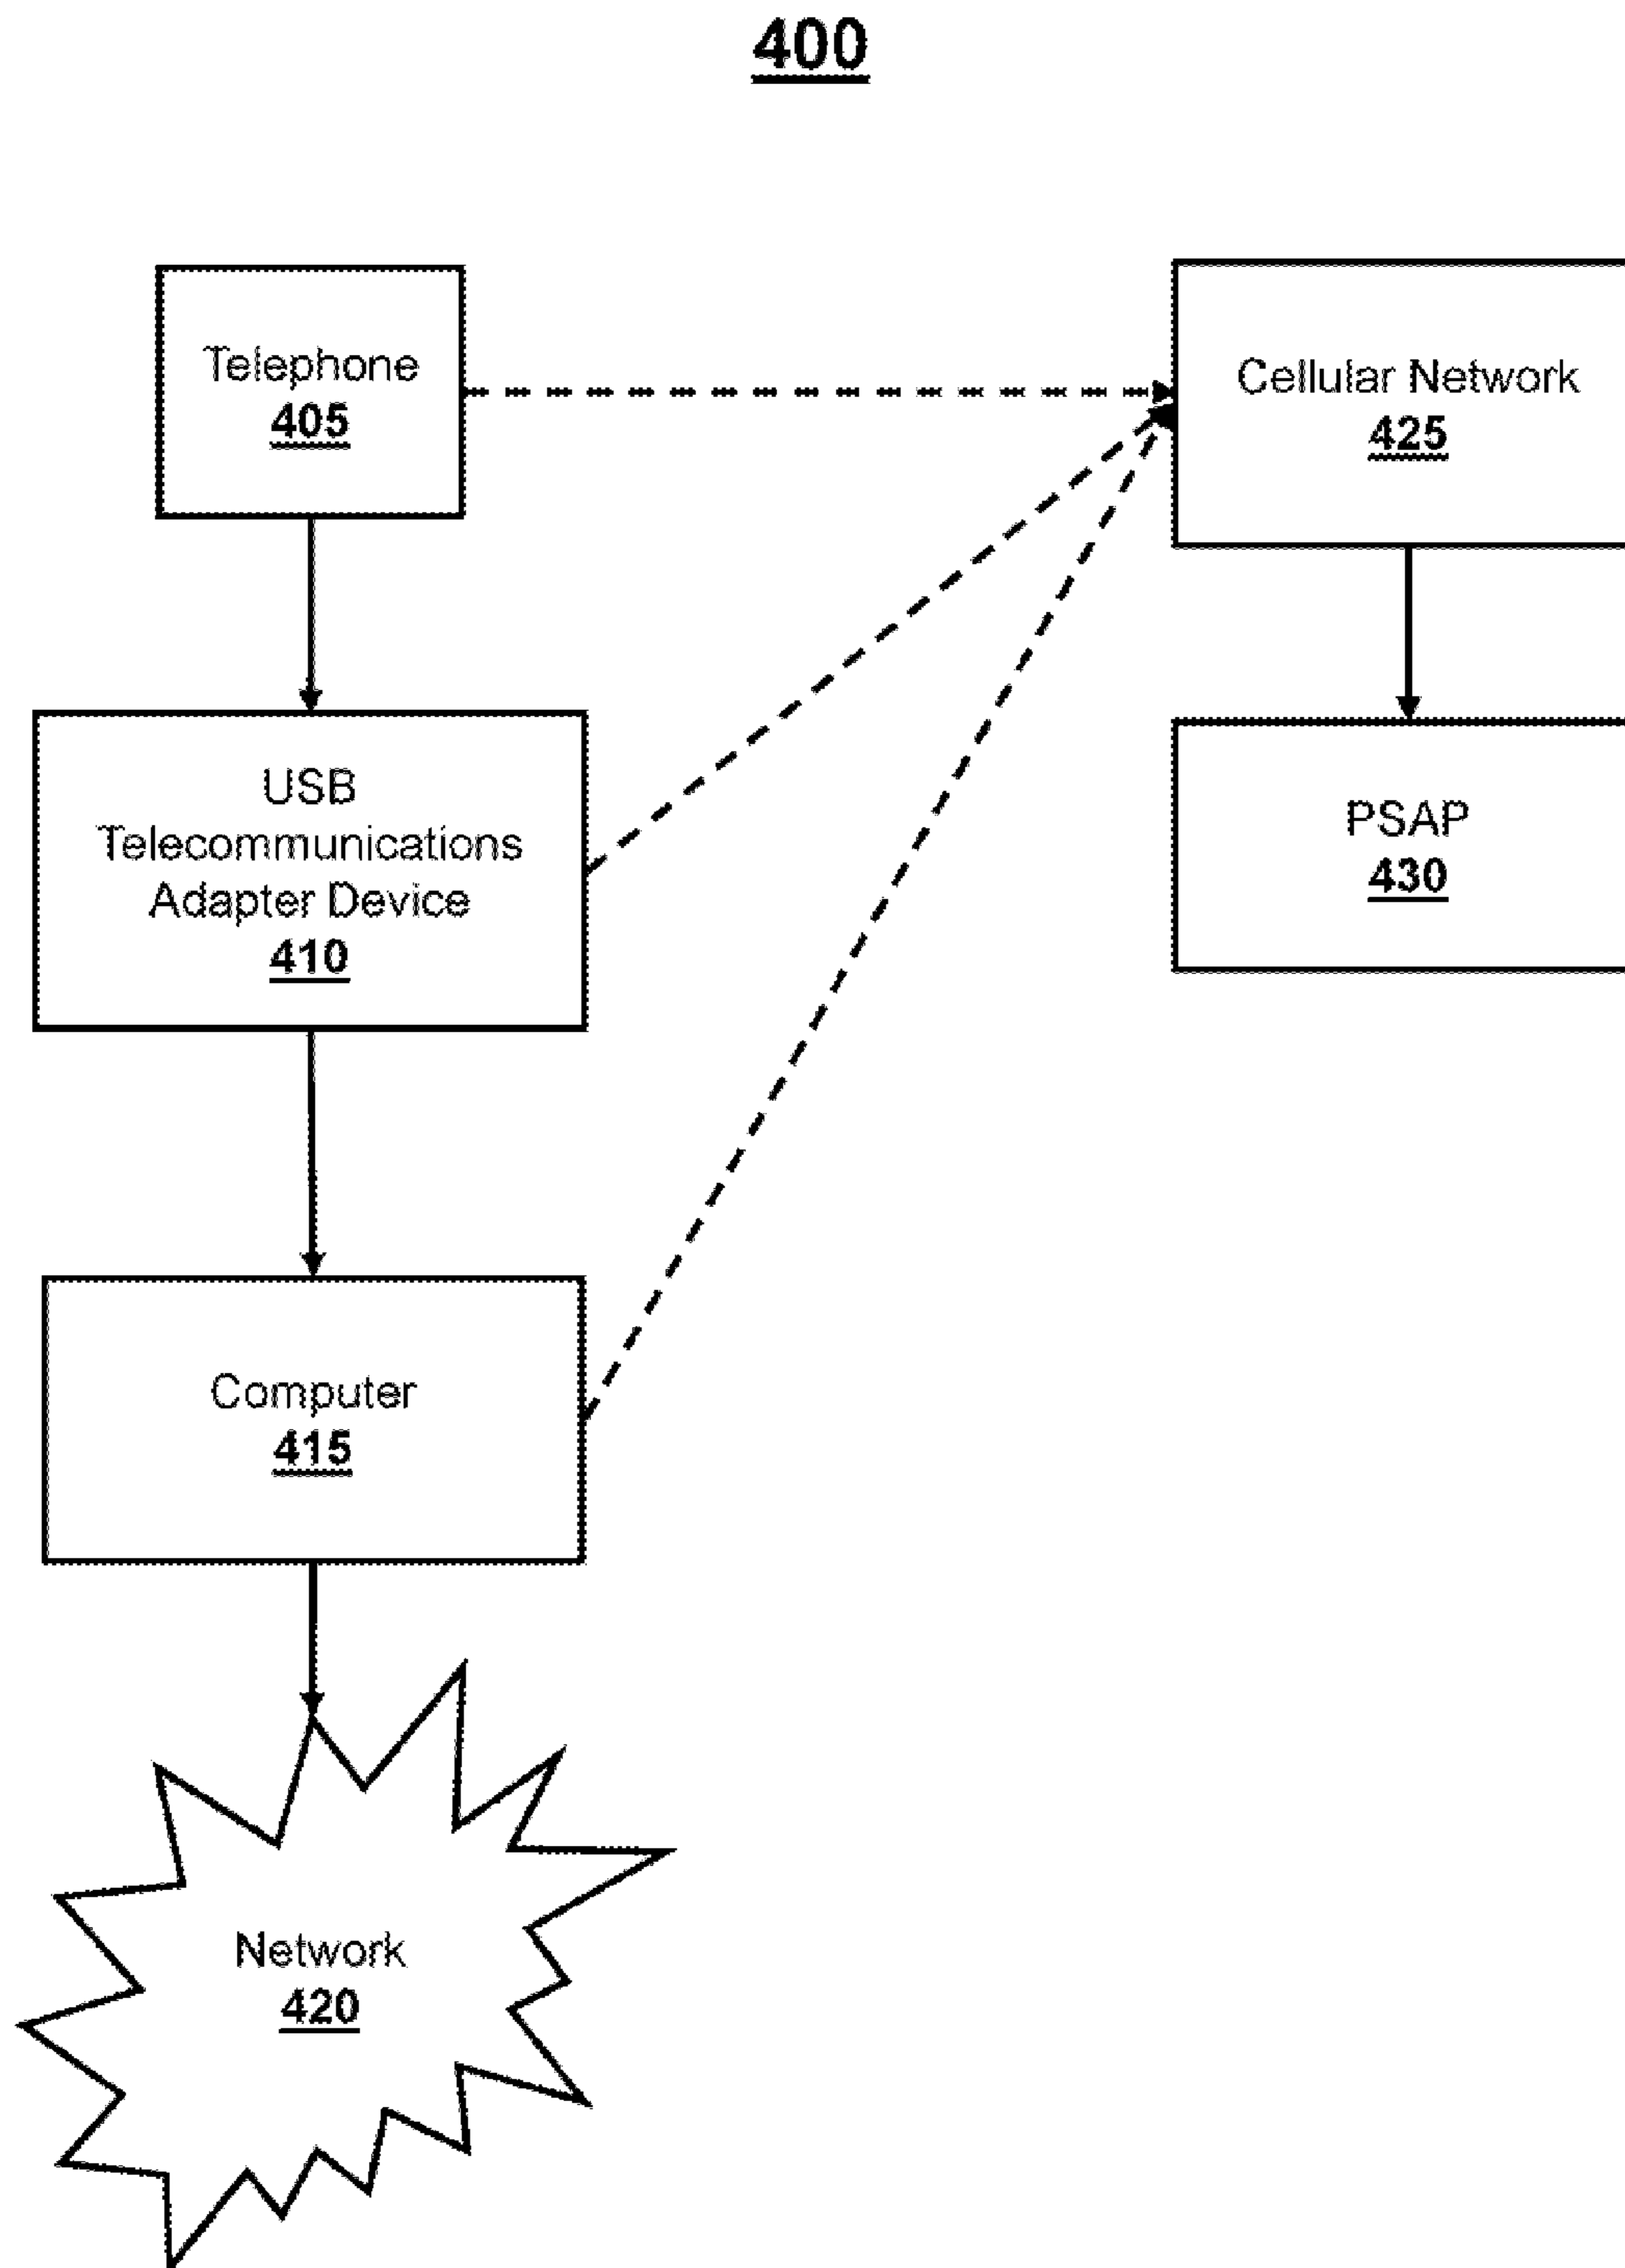 400
Telephone
405
Cellular Network
425
USB
Telecommunications
Adapter Device
410
PSAP
430
Computer
415
Network
420